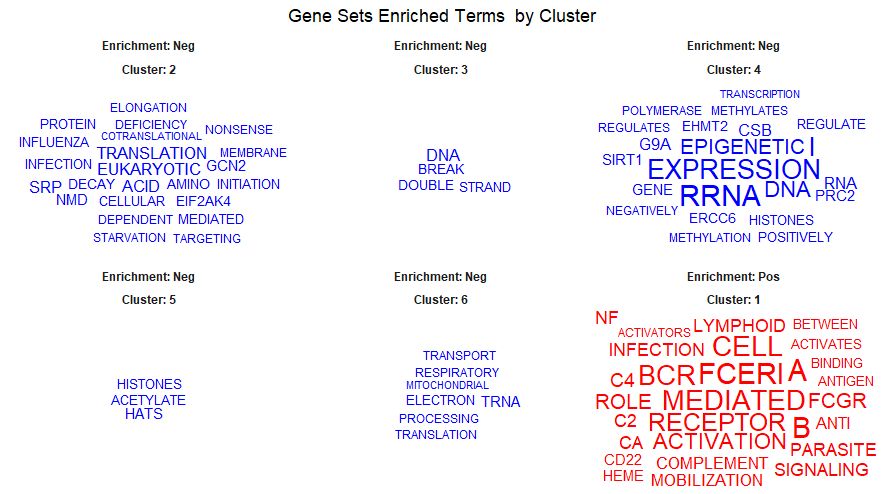 Gene Sets Enriched Terms by Cluster
Enrichment: Neg
Cluster: 2
ELONGATION
PROTEIN DEFICIENCY NONSENSE
COTRANSLATIONAL
INFLUENZA
TRANSLATION MEMBRANE
INFECTION EUKARYOTIC GCN2
SRP DECAY ACID AMINO INITIATION
NMD CELLULAR EIF2AK4
DEPENDENT MEDIATED
STARVATION TARGETING
Enrichment: Neg
Cluster: 3
DNA
BREAK
DOUBLE STRAND
Enrichment: Neg
Cluster: 4
TRANSCRIPTION
POLYMERASE METHYLATES
REGULATES EHMT2 CSB REGULATE
G9A EPIGENETIC I
SIRT1 EXPRESSION
GENE RRNA DNA RNA
PRC2
NEGATIVELY ERCC6 HISTONES
METHYLATION POSITIVELY
Enrichment: Neg
Cluster: 5
HISTONES
ACETYLATE
HATS
Enrichment: Neg
Cluster: 6
TRANSPORT
RESPIRATORY
MITOCHONDRIAL
ELECTRON TRNA
PROCESSING
TRANSLATION
Enrichment: Pos
Cluster: 1
NF
ACTIVATORS LYMPHOID BETWEEN
INFECTION CELL ACTIVATES
BINDING
C4 BCR FCERI A ANTIGEN
ROLE MEDIATED FCGR
C2 RECEPTOR B ANTI
CA ACTIVATION PARASITE
CD22 COMPLEMENT SIGNALING
HEME MOBILIZATION